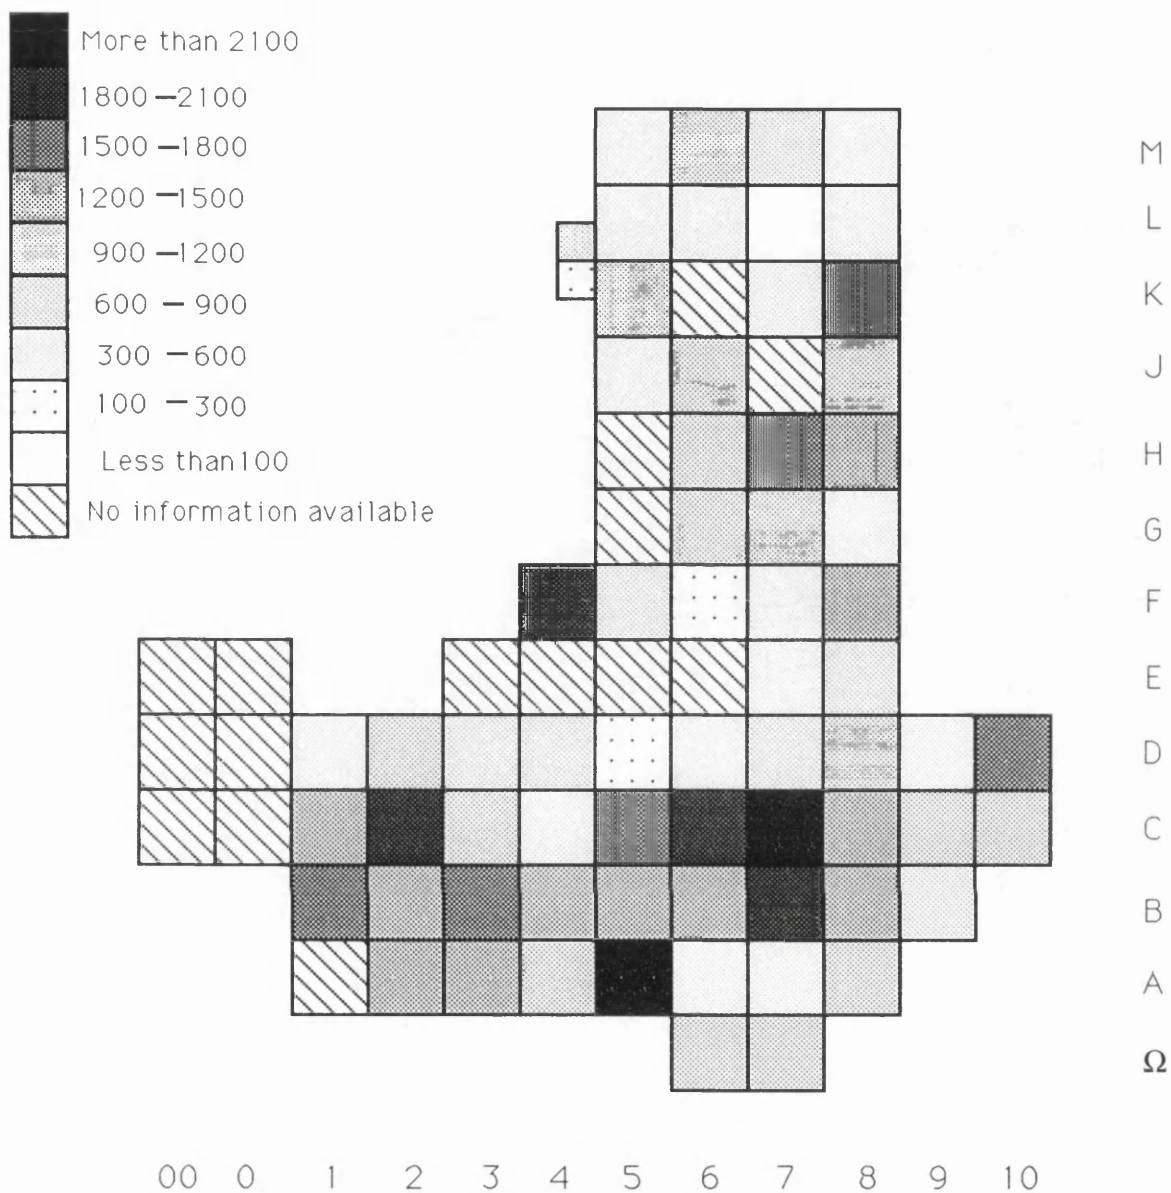 More than 2100
1800 – 2100
1500 – 1800
1200 – 1500
900 – 1200
600 – 900
300 – 600
100 – 300
Less than 100
No information available
M
L
K
J
H
G
F
E
D
C
B
A
Ω
00 0 1 2 3 4 5 6 7 8 9 10